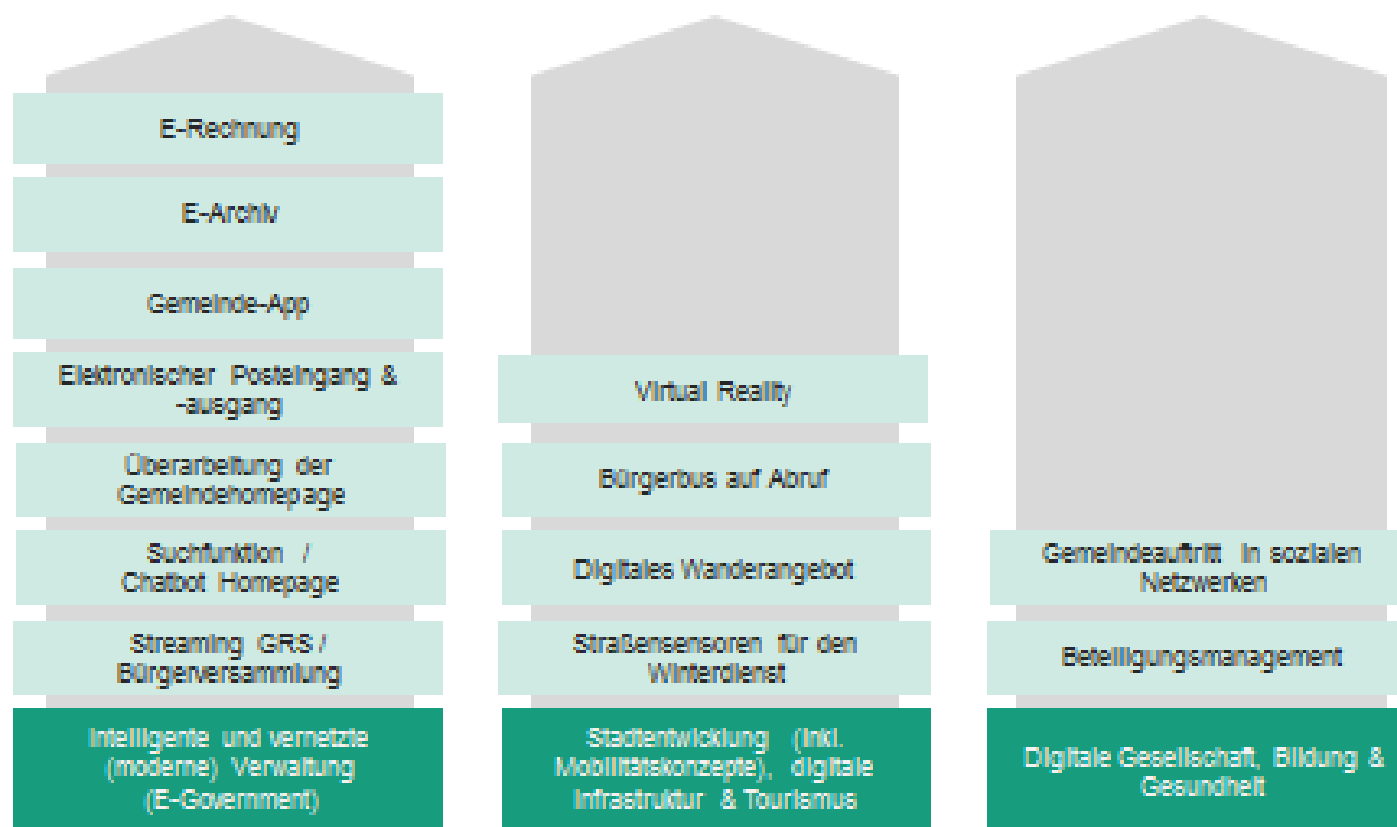 E-Rechnung
E-Archiv
Gemeinde-App
Elektronischer Posteingang &
-ausgang
Überarbeitung der
Gemeindehomepage
Suchfunktion /
Chatbot Homepage
Streaming GRS /
Bürgerversammlung
Intelligente und vernetzte
(moderne) Verwaltung
(E-Government)
Virtual Reality
Bürgerbus auf Abruf
Digitales Wanderangebot
Straßensensoren für den
Winterdienst
Stadtentwicklung (inkl.
Mobilitätskonzepte), digitale
Infrastruktur & Tourismus
Gemeindeauftritt in sozialen
Netzwerken
Beteiligungsmanagement
Digitale Gesellschaft, Bildung &
Gesundheit